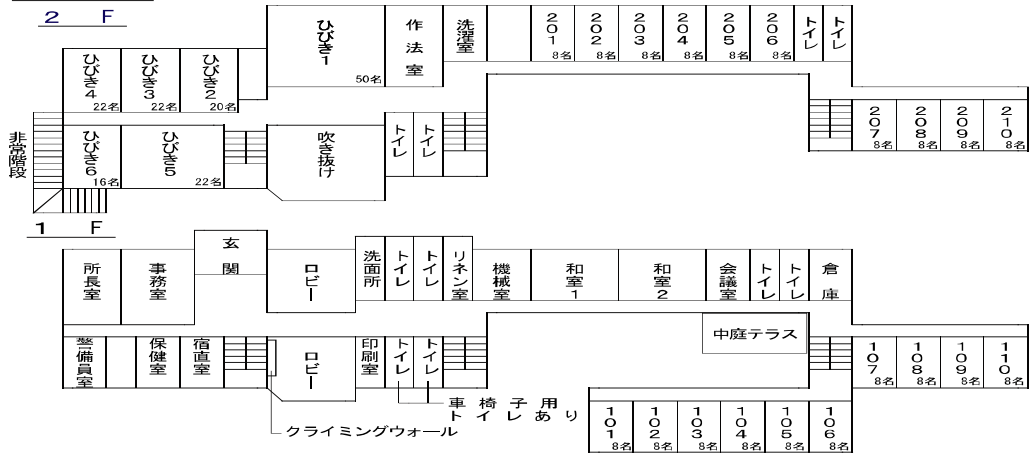 2 F
ひびき4
22名
ひびき3
22名
ひびき2
20名
ひびき1
50名
作法室
洗濯室
201
8名
202
8名
203
8名
204
8名
205
8名
206
8名
トイレ
トイレ
非常階段
ひびき6
16名
ひびき5
22名
吹き抜け
トイレ
トイレ
207
8名
208
8名
209
8名
210
8名
1 F
所長室
事務室
玄関
ロビー
洗面所
トイレ
トイレ
リネン室
機械室
和室1
和室2
会議室
トイレ
トイレ
倉庫
中庭テラス
警備員室
保健室
宿直室
ロビー
印刷室
トイレ
トイレ
107
8名
108
8名
109
8名
110
8名
車椅子用
トイレあり
クライミングウォール
101
8名
102
8名
103
8名
104
8名
105
8名
106
8名